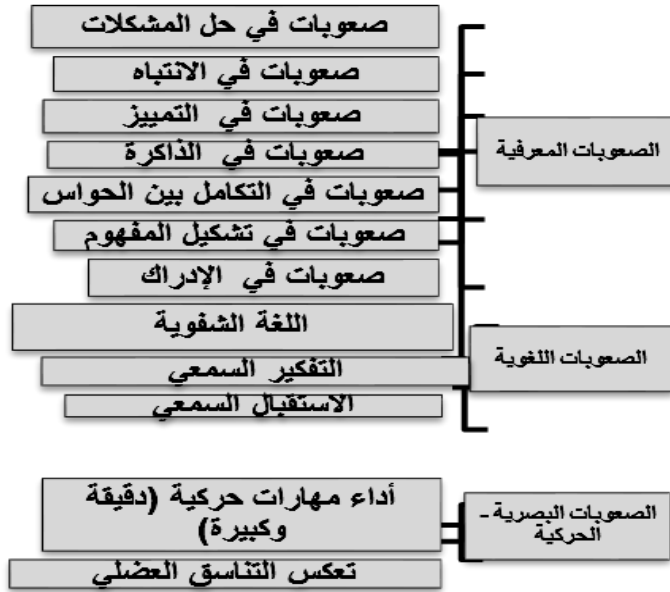 الصعوبات المعرفية
صعوبات في حل المشكلات
صعوبات في الانتباه
صعوبات في التمييز
صعوبات في الذاكرة
صعوبات في التكامل بين الحواس
صعوبات في تشكيل المفهوم
صعوبات في الإدراك
الصعوبات اللغوية
اللغة الشفوية
التفكير السمعي
الاستقبال السمعي
الصعوبات البصرية -
الحركية
أداء مهارات حركية (دقيقة
وكبيرة)
تعكس التناسق العضلي